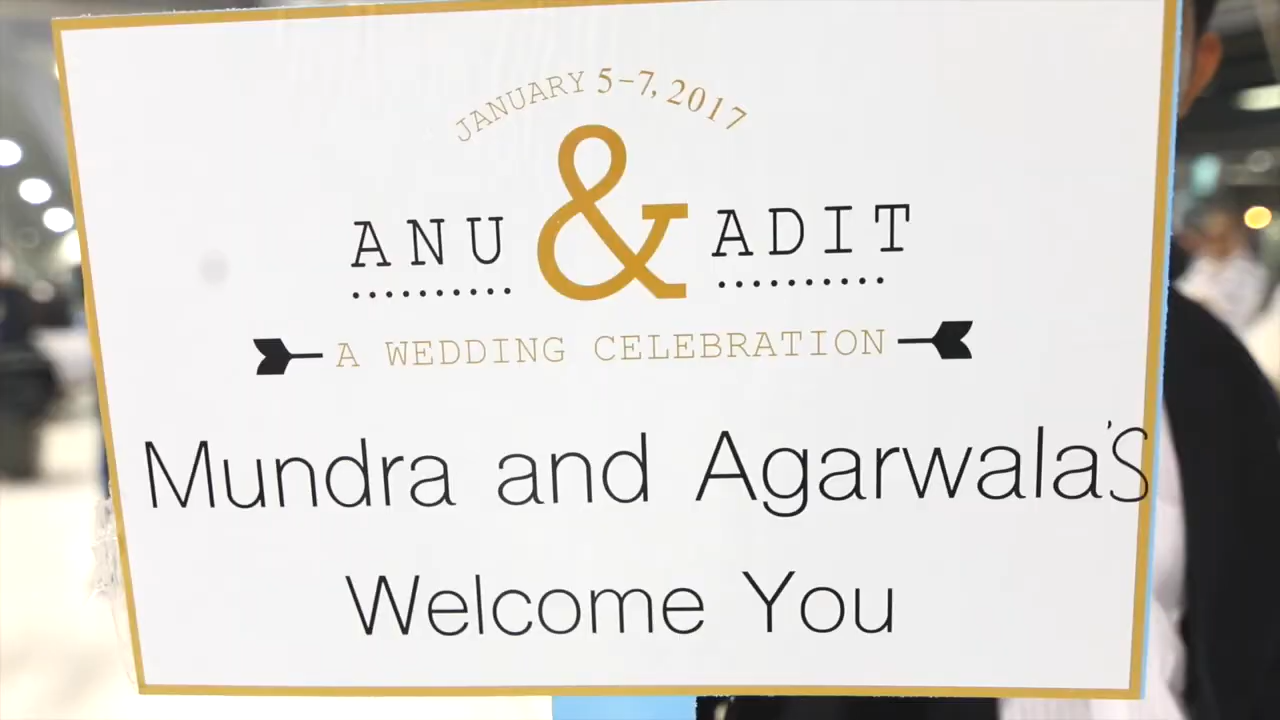 JANUARY 5-7, 2017
ANU & ADIT
A WEDDING CELEBRATION
Mundra and Agarwala'S
Welcome You